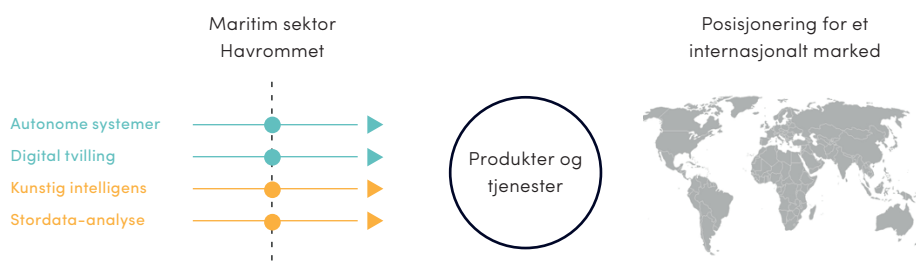 Maritim sektor
Havrommet
Posisjonering for et
internasjonalt marked
Autonome systemer
Digital tvilling
Kunstig intelligens
Stordata-analyse
Produkter og
tjenester